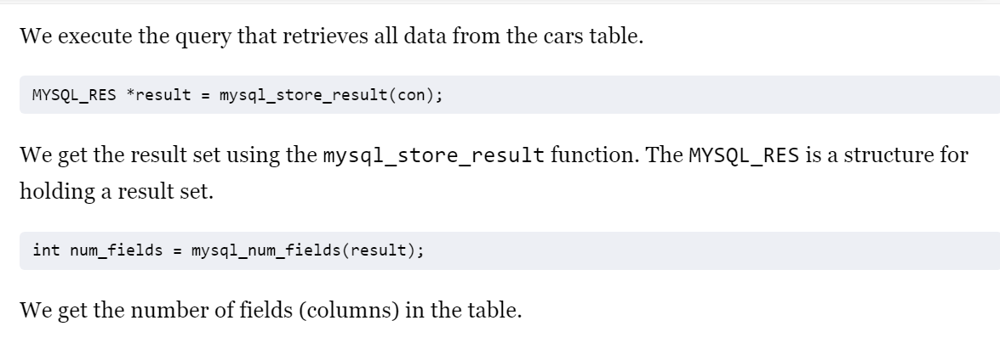 We execute the query that retrieves all data from the cars table.
MYSQL_RES *result = mysql_store_result(con);
We get the result set using the mysql_store_result function. The MYSQL_RES is a structure for
holding a result set.
int num_fields = mysql_num_fields(result);
We get the number of fields (columns) in the table.